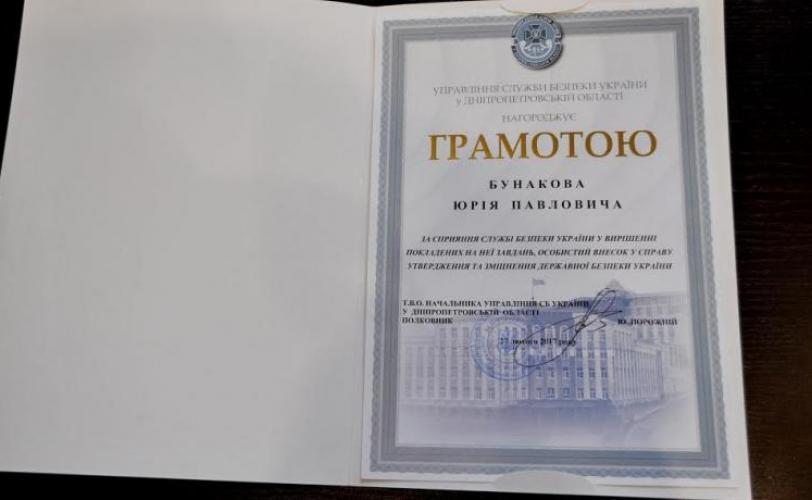 УПРАВЛІННЯ СЛУЖБИ БЕЗПЕКИ УКРАЇНИ
у ДНІПРОПЕТРОВСЬКІЙ ОБЛАСТІ
НАГОРОДЖУЄ
ГРАМОТОЮ
БУНАКОВА
ЮРІЯ ПАВЛОВИЧА
ЗА СПРИЯННЯ СЛУЖБІ БЕЗПЕКИ УКРАЇНИ У ВИРІШЕННІ
ПОКЛАДЕНИХ НА НЕЇ ЗАВДАНЬ, ОСОБИСТИЙ ВНЕСОК У СПРАВУ
УТВЕРДЖЕННЯ ТА ЗМІЦНЕННЯ ДЕРЖАВНОЇ БЕЗПЕКИ УКРАЇНИ
Т.В.О. НАЧАЛЬНИКА УПРАВЛІННЯ СБ УКРАЇНИ
У ДНІПРОПЕТРОВСЬКІЙ ОБЛАСТІ
ПОЛКОВНИК Ю. ПОРОЖНІЙ
27 лютого 2017 року